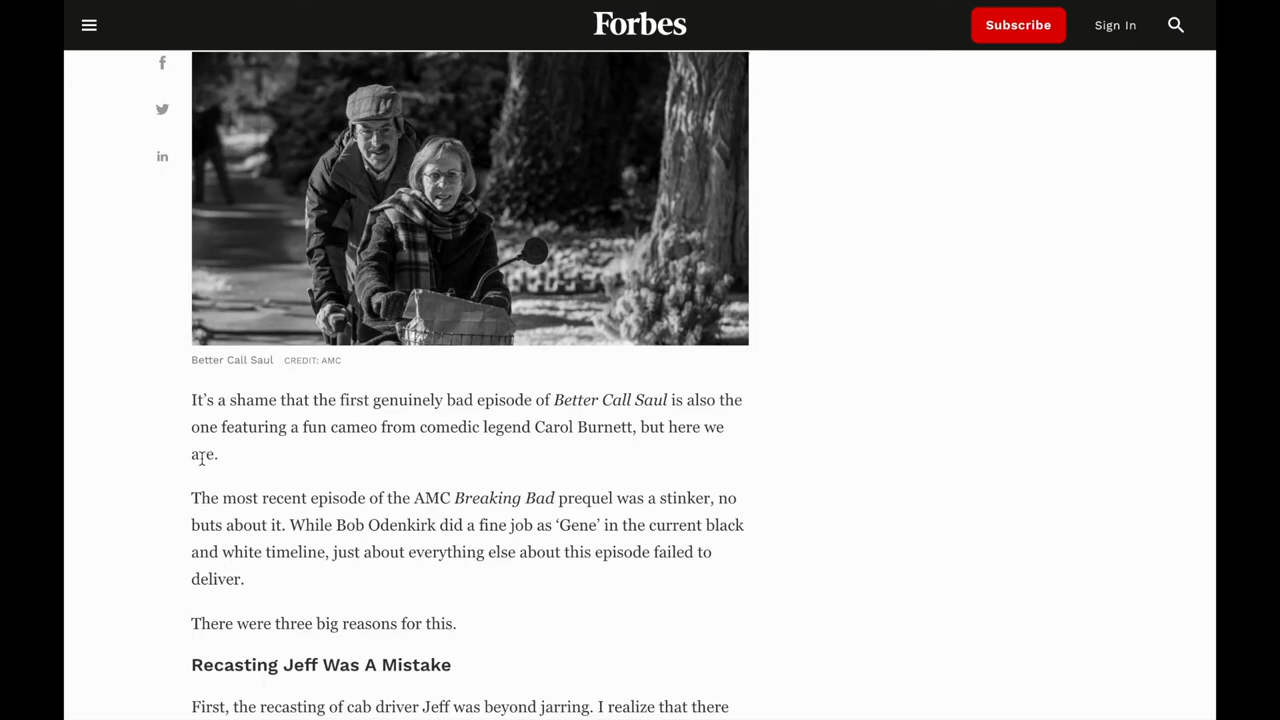 Forbes
Subscribe
Sign In
Better Call Saul CREDIT: AMC
It’s a shame that the first genuinely bad episode of Better Call Saul is also the
one featuring a fun cameo from comedic legend Carol Burnett, but here we
are.
The most recent episode of the AMC Breaking Bad prequel was a stinker, no
buts about it. While Bob Odenkirk did a fine job as ‘Gene’ in the current black
and white timeline, just about everything else about this episode failed to
deliver.
There were three big reasons for this.
Recasting Jeff Was A Mistake
First, the recasting of cab driver Jeff was beyond jarring. I realize that there